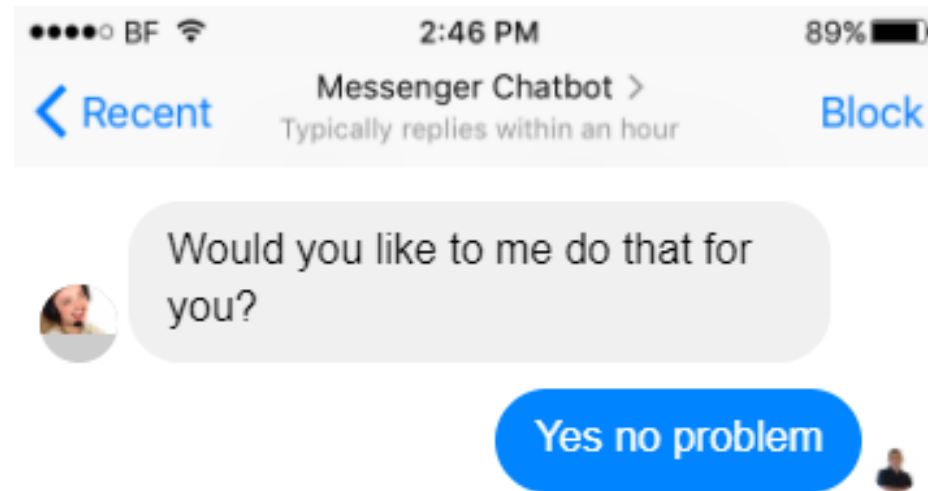 BF 2:46 PM 89%
Recent Messenger Chatbot > Block
Typically replies within an hour
Would you like to me do that for
you?
Yes no problem